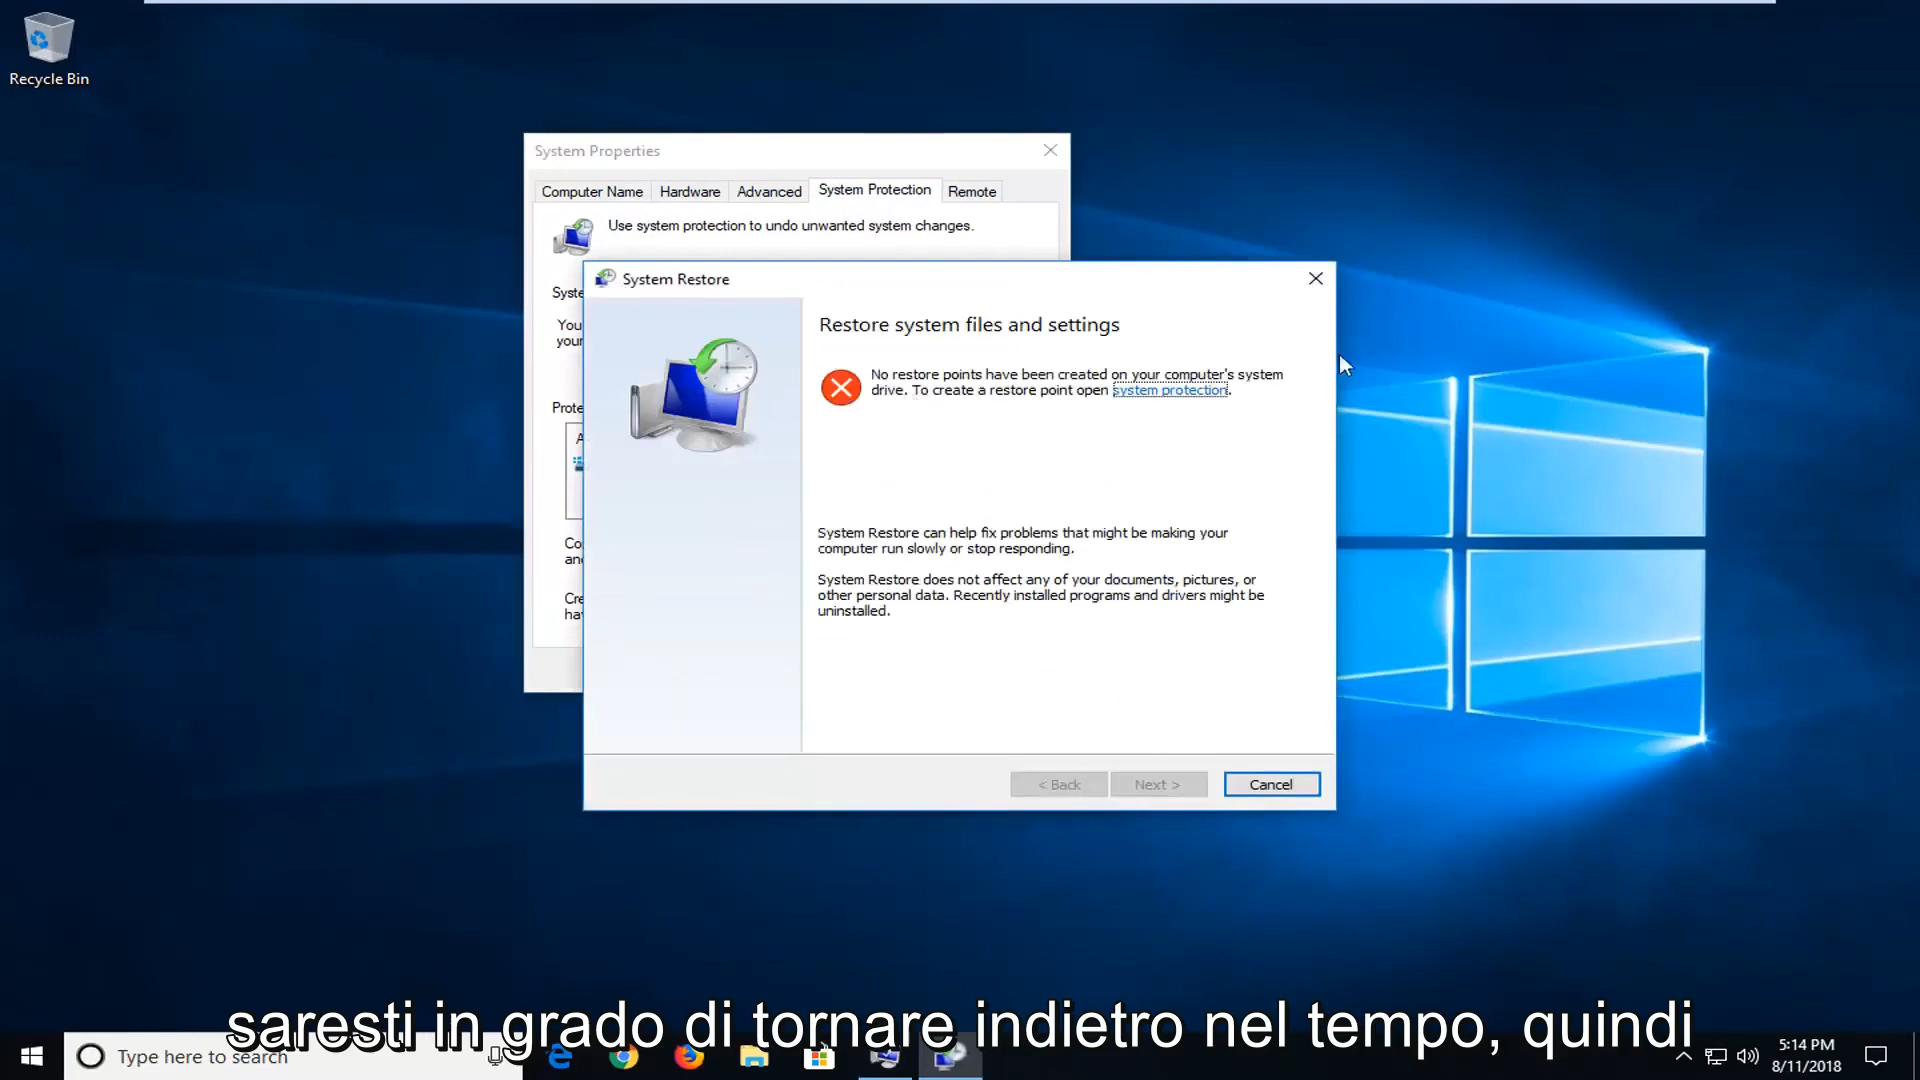 Recycle Bin
System Properties
Computer Name
Hardware
Advanced
System Protection
Remote
Use system protection to undo unwanted system changes.
System Restore
Restore system files and settings
No restore points have been created on your computer's system
drive. To create a restore point open system protection.
System Restore can help fix problems that might be making your
computer run slowly or stop responding.
System Restore does not affect any of your documents, pictures, or
other personal data. Recently installed programs and drivers might be
uninstalled.
< Back
Next >
Cancel
saresti in grado di tornare indietro nel tempo, quindi
Type here to search
5:14 PM
8/11/2018